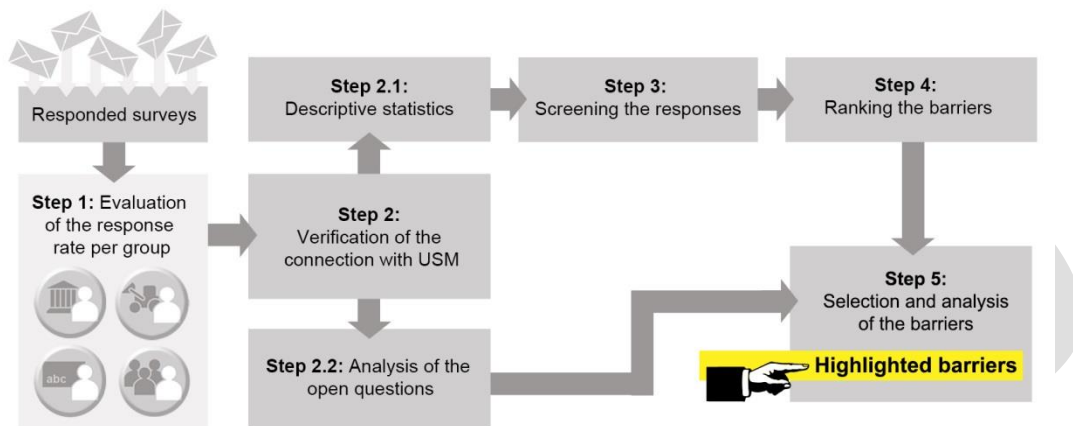 Responded surveys
Step 1: Evaluation
of the response
rate per group
abc
Step 2:
Verification of the
connection with USM
Step 2.1:
Descriptive statistics
Step 2.2: Analysis of the
open questions
Step 3:
Screening the responses
Step 4:
Ranking the barriers
Step 5:
Selection and analysis
of the barriers
Highlighted barriers